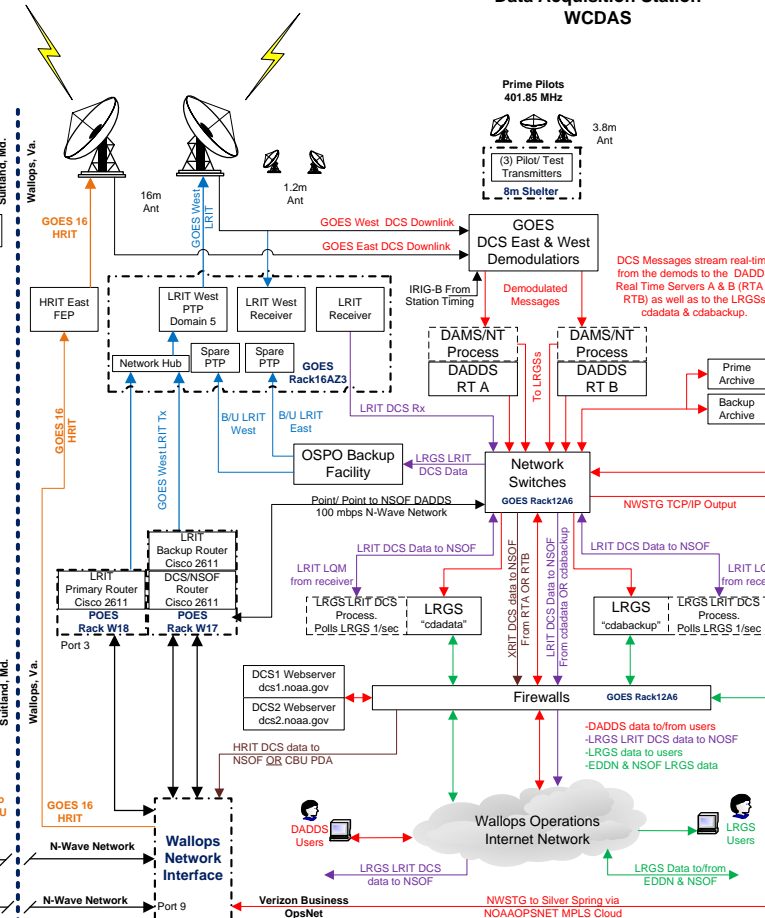 Data Acquisition Station
WCDAS
Suitland, Md.
Wallops, Va.
Prime Pilots
401.85 MHz
3.8m
Ant
(3) Pilot/ Test
Transmitters
8m Shelter
16m
Ant
1.2m
Ant
GOES 16
HRIT
GOES West
LRIT
GOES West DCS Downlink
GOES East DCS Downlink
GOES
DCS East & West
Demodulatiors
IRIG-B From
Station Timing
Demodulated
Messages
DCS Messages stream real-tim
from the demods to the DADD
Real Time Servers A & B (RTA
RTB) as well as to the LRGSs
cdadata & cdabackup.
HRIT East
FEP
LRIT West
PTP
Domain 5
LRIT West
Receiver
LRIT
Receiver
Network Hub
Spare
PTP
Spare
PTP
GOES
Rack16AZ3
DAMS/NT
Process
DADDS
RT A
To LRGSs
DAMS/NT
Process
DADDS
RT B
Prime
Archive
Backup
Archive
GOES 16
HRIT
GOES West LRIT Tx
B/U LRIT
West
B/U LRIT
East
LRIT DCS Rx
OSPO Backup
Facility
LRGS LRIT
DCS Data
Network
Switches
GOES Rack12A6
NWSTG TCP/IP Output
Point/ Point to NSOF DADDS
100 mbps N-Wave Network
LRIT
Backup Router
Cisco 2611
LRIT
Primary Router
Cisco 2611
DCS/NSOF
Router
Cisco 2611
POES
Rack W18
POES
Rack W17
Port 3
LRIT DCS Data to NSOF
LRIT DCS Data to NSOF
LRIT LQM
from receiver
LRIT LQ
from rece
LRGS LRIT DCS
Process.
Polls LRGS 1/sec
LRGS
"cdadata"
XRIT DCS data to NSOF
From RTA OR RTB
LRIT DCS Data to NSOF
From cdadata OR cdabackup
LRGS
"cdabackup"
LRGS LRIT DCS
Process.
Polls LRGS 1/sec
DCS1 Webserver
dcs1.noaa.gov
DCS2 Webserver
dcs2.noaa.gov
Firewalls
GOES Rack12A6
Suitland, Md.
Wallops, Va.
HRIT DCS data to
NSOF OR CBU PDA
-DADDS data to/from users
-LRGS LRIT DCS data to NOSF
-LRGS data to users
-EDDN & NSOF LRGS data
U
GOES 16
HRIT
N-Wave Network
Wallops
Network
Interface
DADDS
Users
Wallops Operations
Internet Network
LRGS
Users
LRGS LRIT DCS
data to NSOF
LRGS Data to/from
EDDN & NSOF
N-Wave Network
Port 9
Verizon Business
OpsNet
NWSTG to Silver Spring via
NOAAOPSNET MPLS Cloud